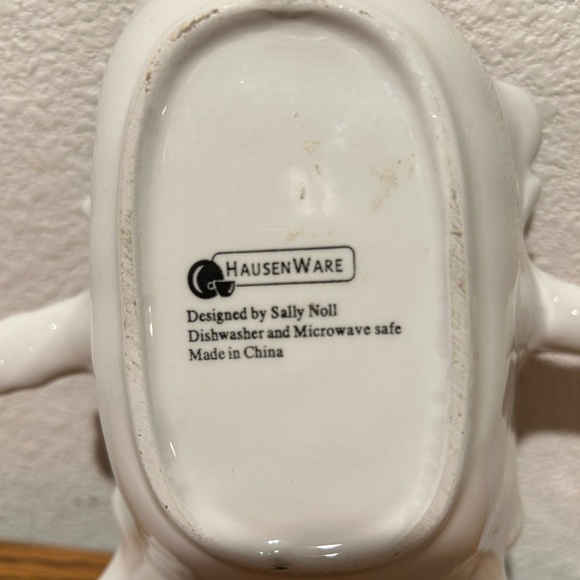 HAUSENWARE
Designed by Sally Noll
Dishwasher and Microwave safe
Made in China